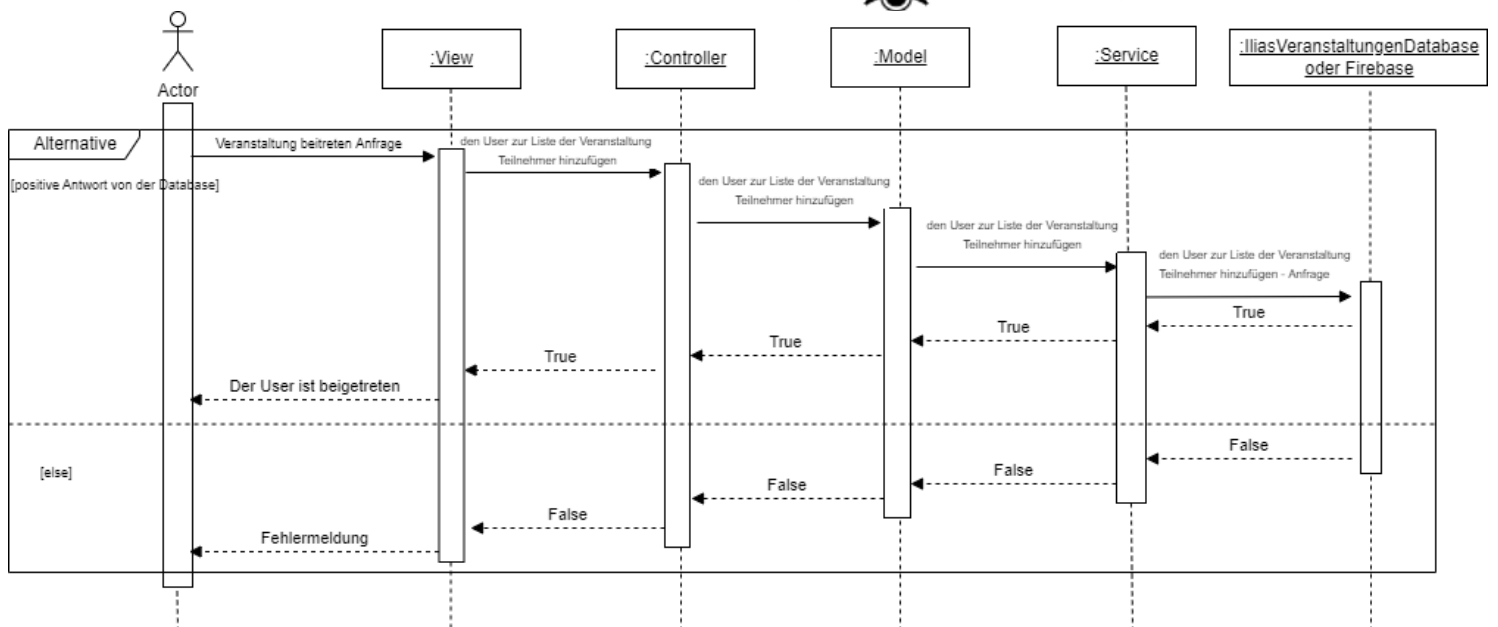 Actor
:View
:Controller
:Model
:Service
:IliasVeranstaltungenDatabase
oder Firebase
Alternative
[positive Antwort von der Database]
Veranstaltung beitreten Anfrage
den User zur Liste der Veranstaltung
Teilnehmer hinzufügen
den User zur Liste der Veranstaltung
Teilnehmer hinzufügen
den User zur Liste der Veranstaltung
Teilnehmer hinzufügen
den User zur Liste der Veranstaltung
Teilnehmer hinzufügen - Anfrage
True
True
True
True
Der User ist beigetreten
[else]
False
False
False
False
Fehlermeldung